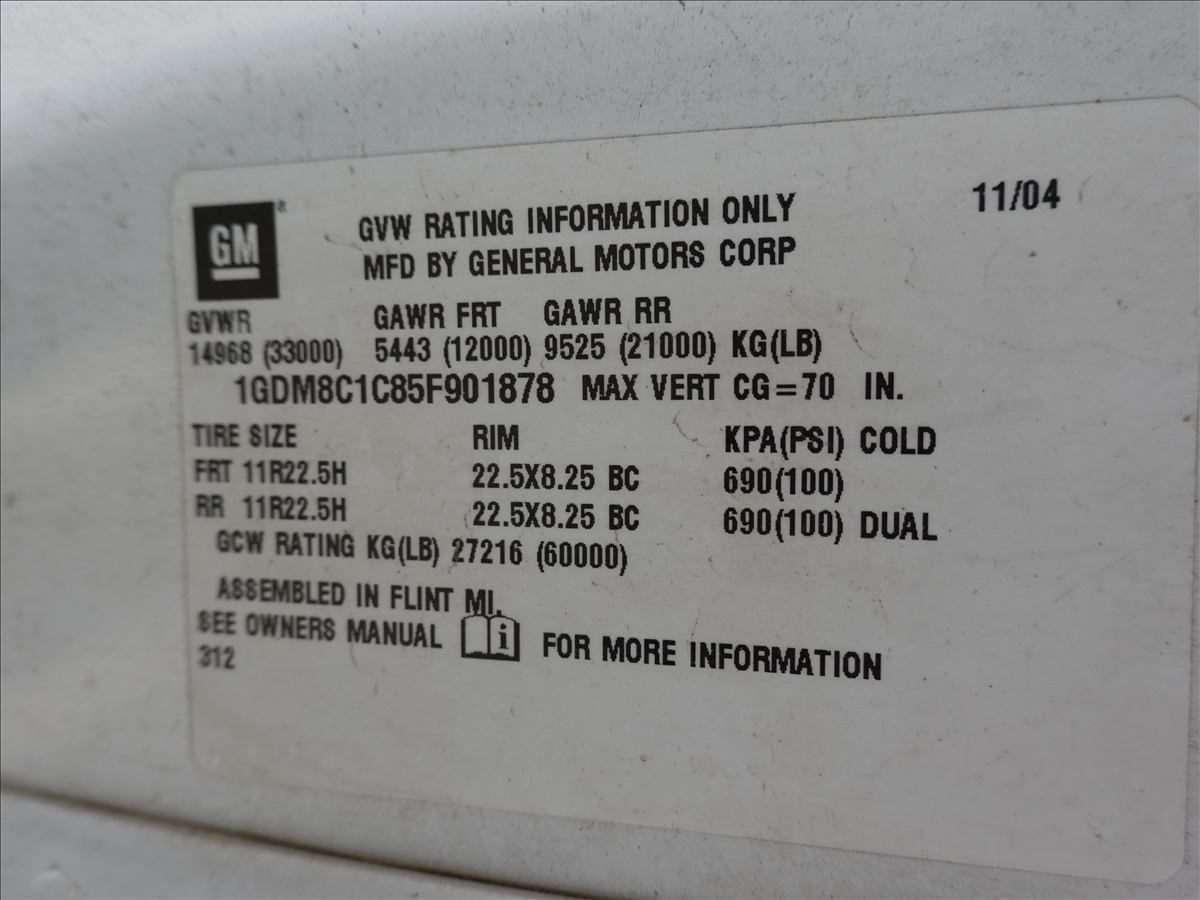 GM®
GVW RATING INFORMATION ONLY 11/04
MFD BY GENERAL MOTORS CORP
GVWR GAWR FRT GAWR RR
14968 (33000) 5443 (12000) 9525 (21000) KG(LB)
1GDM8C1C85F901878 MAX VERT CG=70 IN.
TIRE SIZE RIM KPA(PSI) COLD
FRT 11R22.5H 22.5X8.25 BC 690(100)
RR 11R22.5H 22.5X8.25 BC 690(100) DUAL
GCW RATING KG(LB) 27216 (60000)
ASSEMBLED IN FLINT MI.
SEE OWNERS MANUAL i FOR MORE INFORMATION
312